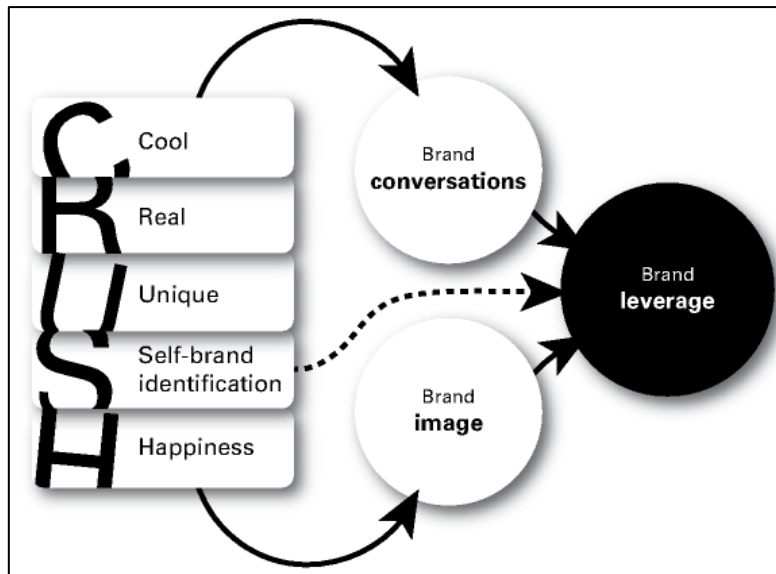 C Cool
R Real
U Unique
S Self-brand
identification
H Happiness
Brand
conversations
Brand
image
Brand
leverage